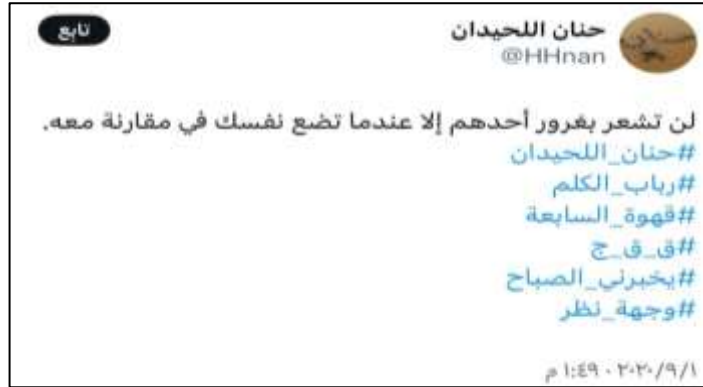 حنان اللحيدان
تابع
@HHnan
لن تشعر بغرور أحدهم إلا عندما تضع نفسك في مقارنة معه.
#حنان_اللحيدان
#رباب_الكلم
#قهوة_السابعة
#ق_ق_ج
#يخبرني_الصباح
#وجهة_نظر
٢٠٢٠/٩/١ - ١:٤٩ م